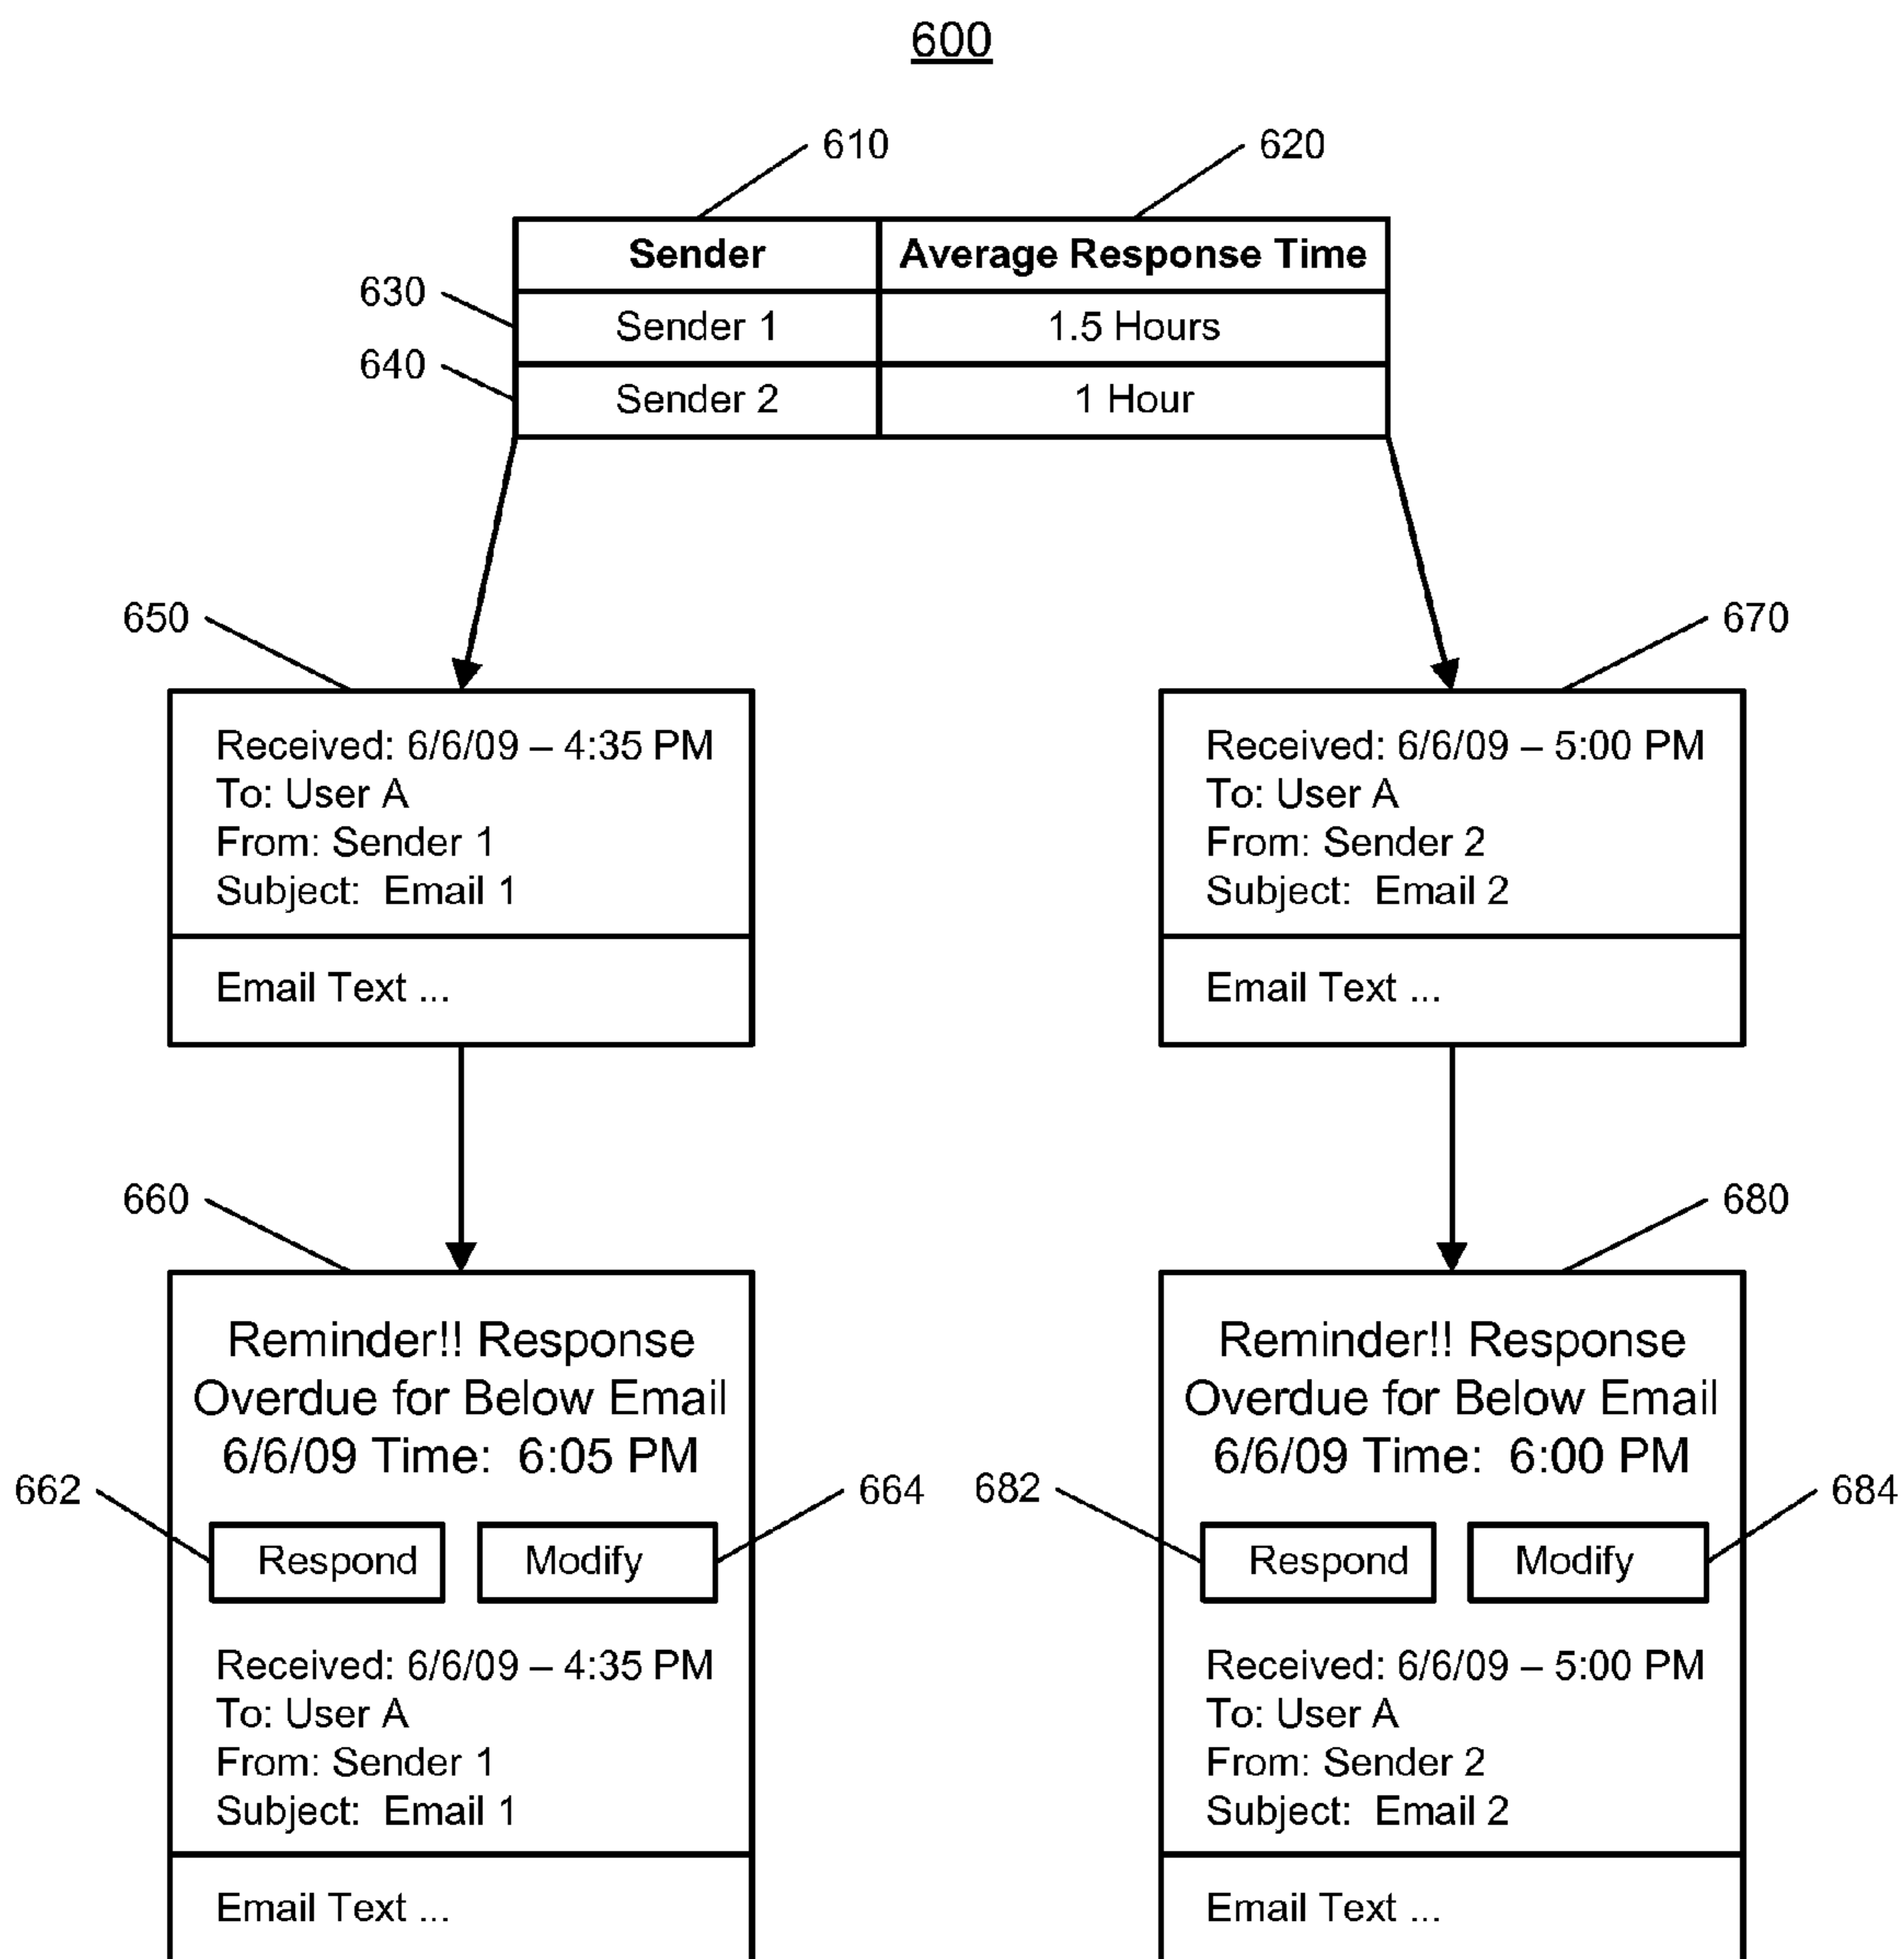 600
610
620
Sender
Average Response Time
630
Sender 1
1.5 Hours
640
Sender 2
1 Hour
650
Received: 6/6/09 – 4:35 PM
To: User A
From: Sender 1
Subject:  Email 1
Email Text ...
670
Received: 6/6/09 – 5:00 PM
To: User A
From: Sender 2
Subject:  Email 2
Email Text ...
660
Reminder!! Response
Overdue for Below Email
6/6/09 Time:  6:05 PM
662
664
Respond
Modify
Received: 6/6/09 – 4:35 PM
To: User A
From: Sender 1
Subject:  Email 1
Email Text ...
680
Reminder!! Response
Overdue for Below Email
6/6/09 Time:  6:00 PM
682
684
Respond
Modify
Received: 6/6/09 – 5:00 PM
To: User A
From: Sender 2
Subject:  Email 2
Email Text ...